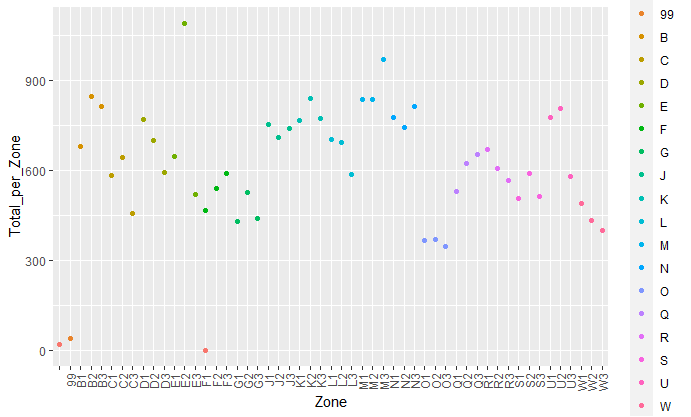 Total_per_Zone
900
600
300
0
99 B1 B2 B3 C1 C2 C3 D1 D2 D3 E1 E2 E3 F1 F2 F3 G1 G2 G3 J1 J2 J3 K1 K2 K3 L1 L2 L3 M1 M2 M3 N1 N2 N3 O1 O2 O3 Q1 Q2 Q3 R1 R2 R3 S1 S2 S3 U1 U2 U3 W1 W2 W3
Zone
99
B
C
D
E
F
G
J
K
L
M
N
O
Q
R
S
U
W